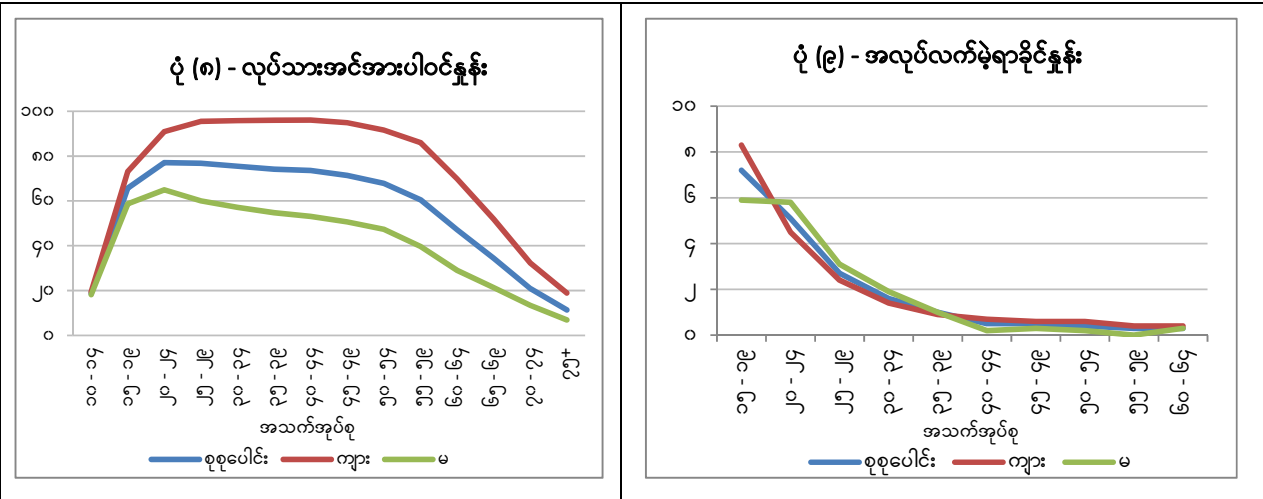 ပုံ (၈) - လုပ်သားအင်အားပါဝင်နှုန်း
၁၀၀
၈၀
၆၀
၄၀
၂၀
၀
၁၀ - ၁၄
၁၅ - ၁၉
၂၀ - ၂၄
၂၅ - ၂၉
၃၀ - ၃၄
၃၅ - ၃၉
၄၀ - ၄၄
၄၅ - ၄၉
၅၀ - ၅၄
၅၅ - ၅၉
၆၀ - ၆၄
၆၅ - ၆၉
၇၀ - ၇၄
၇၅+
အသက်အုပ်စု
စုစုပေါင်း ကျား မ
ပုံ (၉) - အလုပ်လက်မဲ့ရာခိုင်နှုန်း
၁၀
၈
၆
၄
၂
၀
၁၅ - ၁၉
၂၀ - ၂၄
၂၅ - ၂၉
၃၀ - ၃၄
၃၅ - ၃၉
၄၀ - ၄၄
၄၅ - ၄၉
၅၀ - ၅၄
၅၅ - ၅၉
၆၀ - ၆၄
အသက်အုပ်စု
စုစုပေါင်း ကျား မ